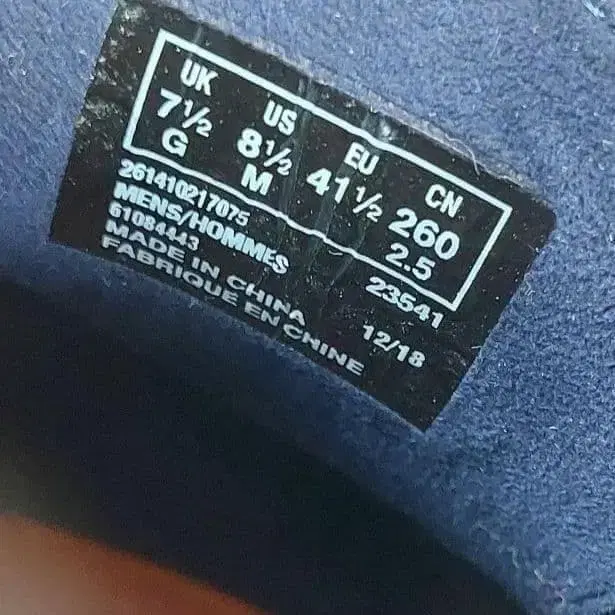 UK US EU CN
7½ 8½ 41½ 260
G M 2.5
261410217075 23541
MENS/HOMMES
61084443
MADE IN CHINA 12/18
FABRIQUE EN CHINE